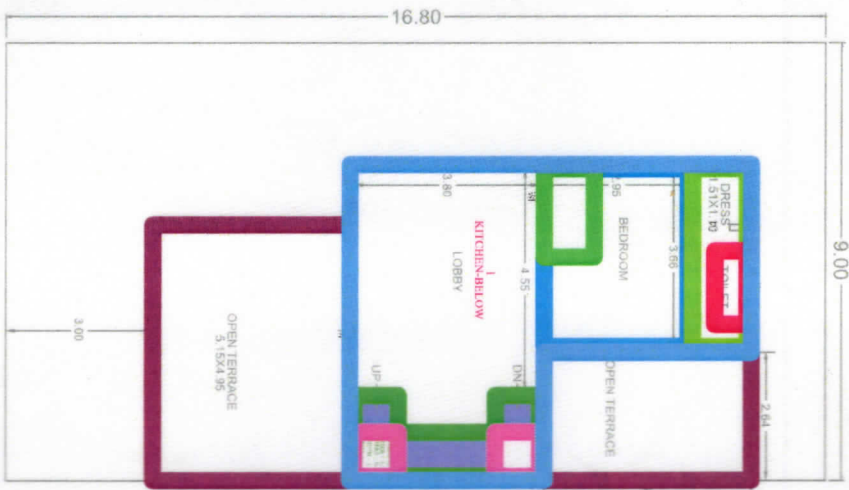 16.80
9.00
3.00
OPEN TERRACE
5.15X4.95
3.80
KITCHEN-BELOW
LOBBY
4.55
UP
DN
BEDROOM
3.66
DRESS
TOILET
OPEN TERRACE
2.64